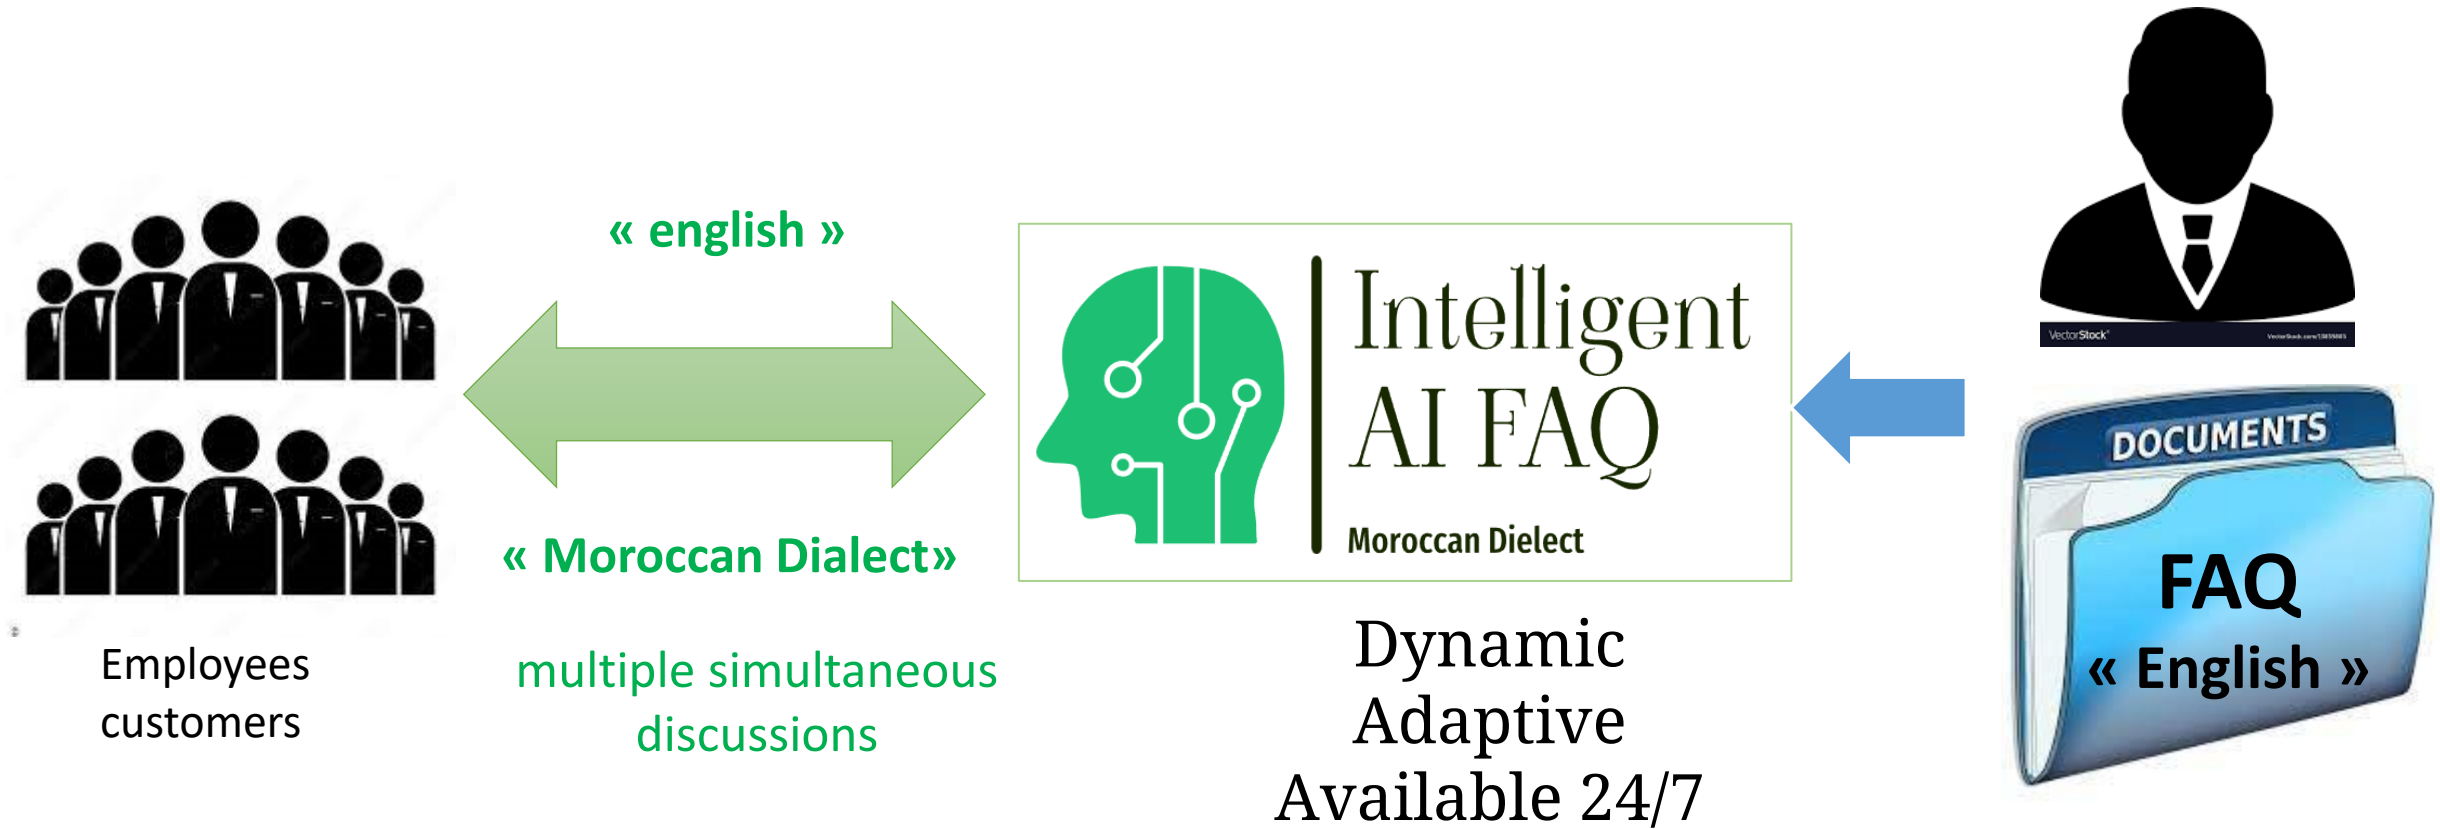 « english »
« Moroccan Dialect»
multiple simultaneous
discussions
Employees
customers
Intelligent
AI FAQ
Moroccan Dielect
Dynamic
Adaptive
Available 24/7
VectorStock
DOCUMENTS
FAQ
« English »